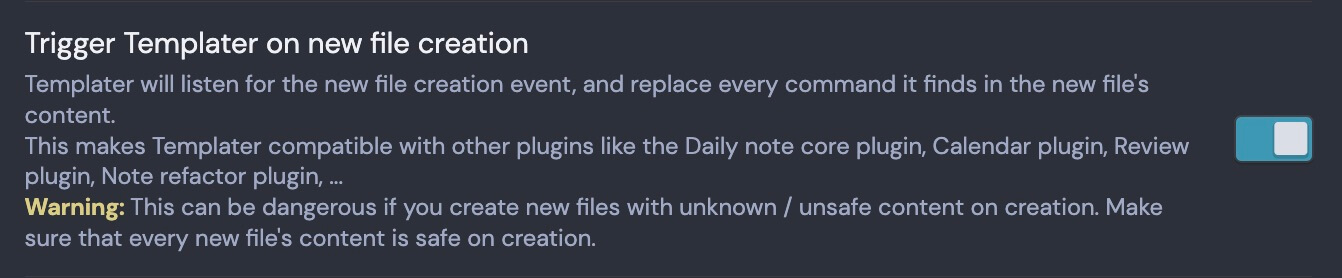 Trigger Templater on new file creation
Templater will listen for the new file creation event, and replace every command it finds in the new file's
content.
This makes Templater compatible with other plugins like the Daily note core plugin, Calendar plugin, Review
plugin, Note refactor plugin, ...
Warning: This can be dangerous if you create new files with unknown / unsafe content on creation. Make
sure that every new file's content is safe on creation.